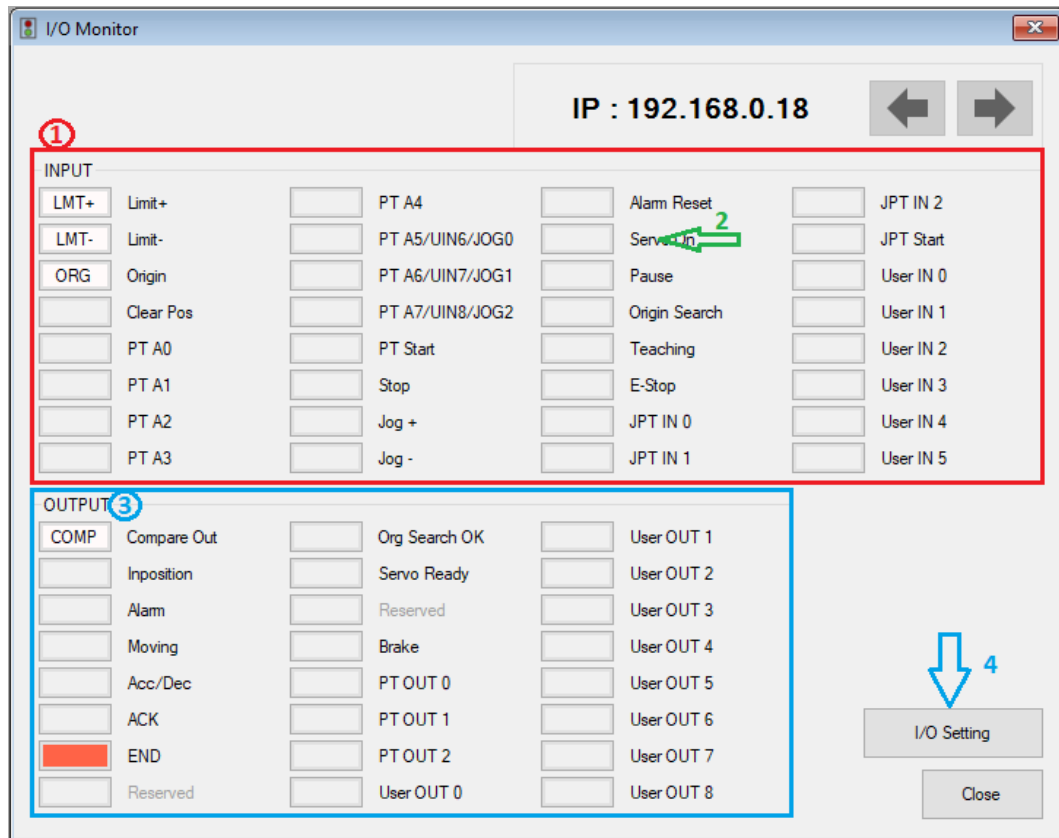 I/O Monitor
IP : 192.168.0.18
1
INPUT
LMT+ Limit+ PT A4 Alarm Reset JPT IN 2
2
LMT- Limit- PT A5/UIN6/JOG0 Servo On JPT Start
ORG Origin PT A6/UIN7/JOG1 Pause User IN 0
Clear Pos PT A7/UIN8/JOG2 Origin Search User IN 1
PT A0 PT Start Teaching User IN 2
PT A1 Stop E-Stop User IN 3
PT A2 Jog + JPT IN 0 User IN 4
PT A3 Jog - JPT IN 1 User IN 5
OUTPUT 3
COMP Compare Out Org Search OK User OUT 1
Inposition Servo Ready User OUT 2
Alarm Reserved User OUT 3
Moving Brake User OUT 4
4
Acc/Dec PT OUT 0 User OUT 5
ACK PT OUT 1 User OUT 6
I/O Setting
END PT OUT 2 User OUT 7
Reserved User OUT 0 User OUT 8
Close